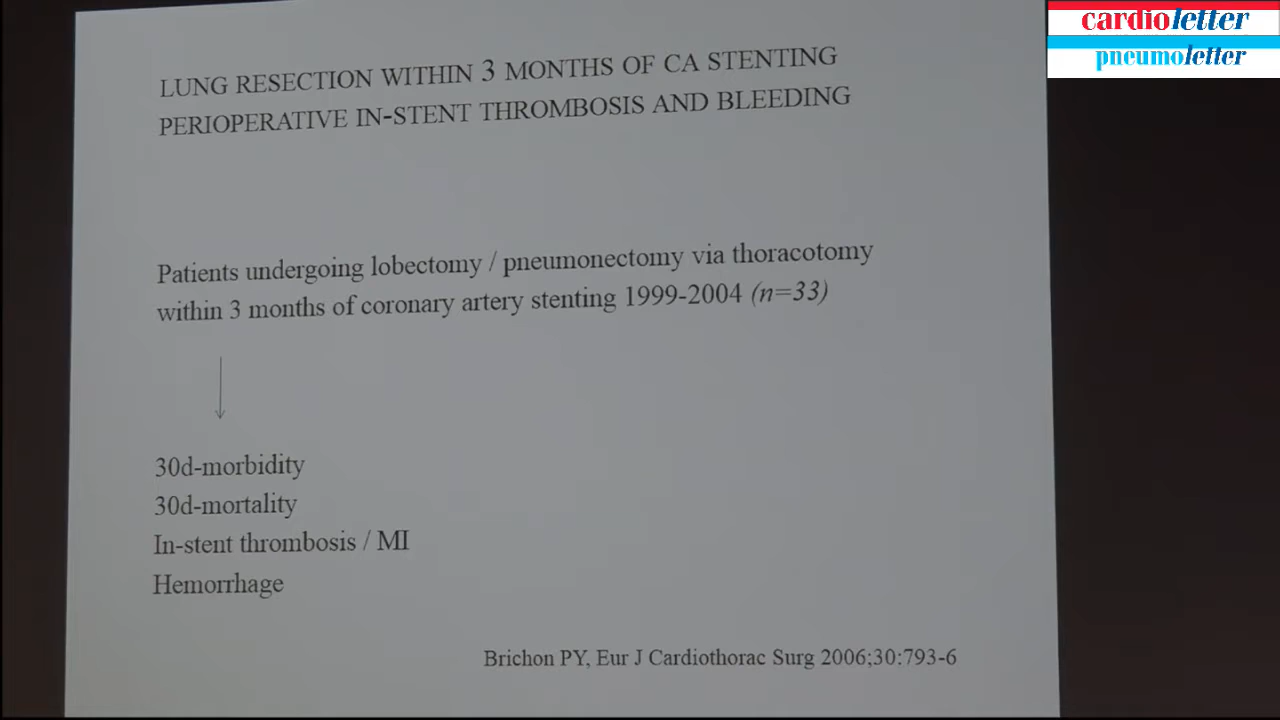 cardioletter
pneumoletter
LUNG RESECTION WITHIN 3 MONTHS OF CA STENTING
PERIOPERATIVE IN-STENT THROMBOSIS AND BLEEDING
Patients undergoing lobectomy / pneumonectomy via thoracotomy
within 3 months of coronary artery stenting 1999-2004 (n=33)
30d-morbidity
30d-mortality
In-stent thrombosis / MI
Hemorrhage
Brichon PY, Eur J Cardiothorac Surg 2006;30:793-6